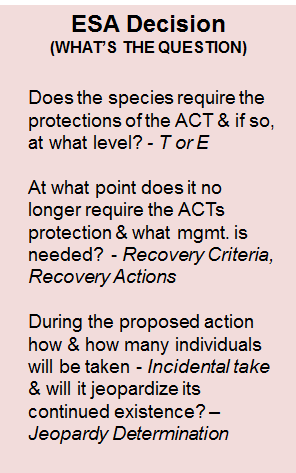 ESA Decision
(WHAT’S THE QUESTION)
Does the species require the
protections of the ACT & if so,
at what level? - T or E
At what point does it no
longer require the ACTs
protection & what mgmt. is
needed? - Recovery Criteria,
Recovery Actions
During the proposed action
how & how many individuals
will be taken - Incidental take
& will it jeopardize its
continued existence? –
Jeopardy Determination